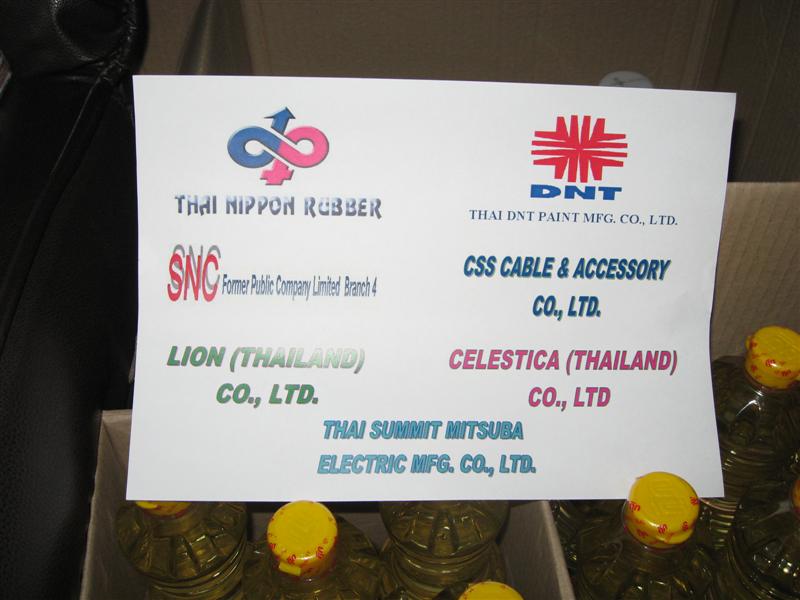 THAI NIPPON RUBBER
DNT
THAI DNT PAINT MFG. CO., LTD.
SNC Former Public Company Limited Branch 4
CSS CABLE & ACCESSORY
CO., LTD.
LION (THAILAND)
CO., LTD.
CELESTICA (THAILAND)
CO., LTD
THAI SUMMIT MITSUBA
ELECTRIC MFG. CO., LTD.